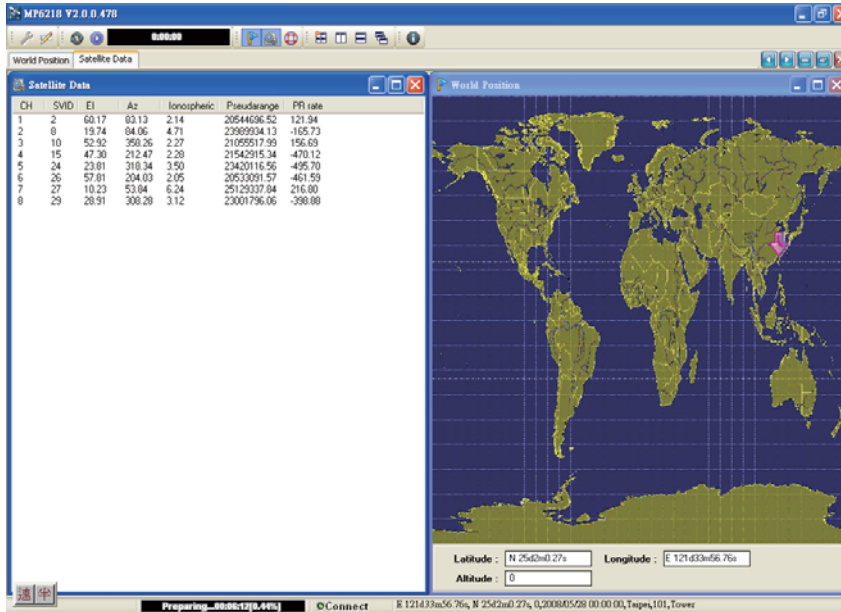 MP6218 V2.0.0.478
0:00:00
World Position Satellite Data
Satellite Data
CH SVID El Az Ionospheric Pseudarange PR rate
1 2 60.17 83.13 2.14 20544696.52 121.94
2 8 19.74 84.06 4.71 23989934.13 -165.73
3 10 52.92 358.26 2.27 21055517.99 156.69
4 15 47.30 212.47 2.28 21542915.34 -470.12
5 24 23.81 318.34 3.50 23420116.56 -495.70
6 26 57.81 204.03 2.05 20533091.57 -461.59
7 27 10.23 53.84 6.24 25129337.84 216.80
8 29 28.91 308.28 3.12 23001796.06 -398.88
World Position
Latitude : N 25d2m0.27s Longitude : E 121d33m56.76s
Altitude : 0
半
Preparing...00:06:12[0.44%] Connect E 121d33m56.76s, N 25d2m0.27s, 0,2008/05/28 00:00:00,Taipei,101,Tower